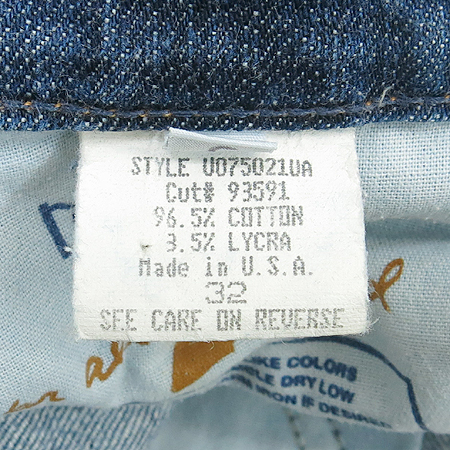 STYLE U075021UA
Cut# 93591
96.5% COTTON
3.5% LYCRA
Made in U.S.A.
32
SEE CARE ON REVERSE
COLORS
DRY LOW
IRON IF DESIRED